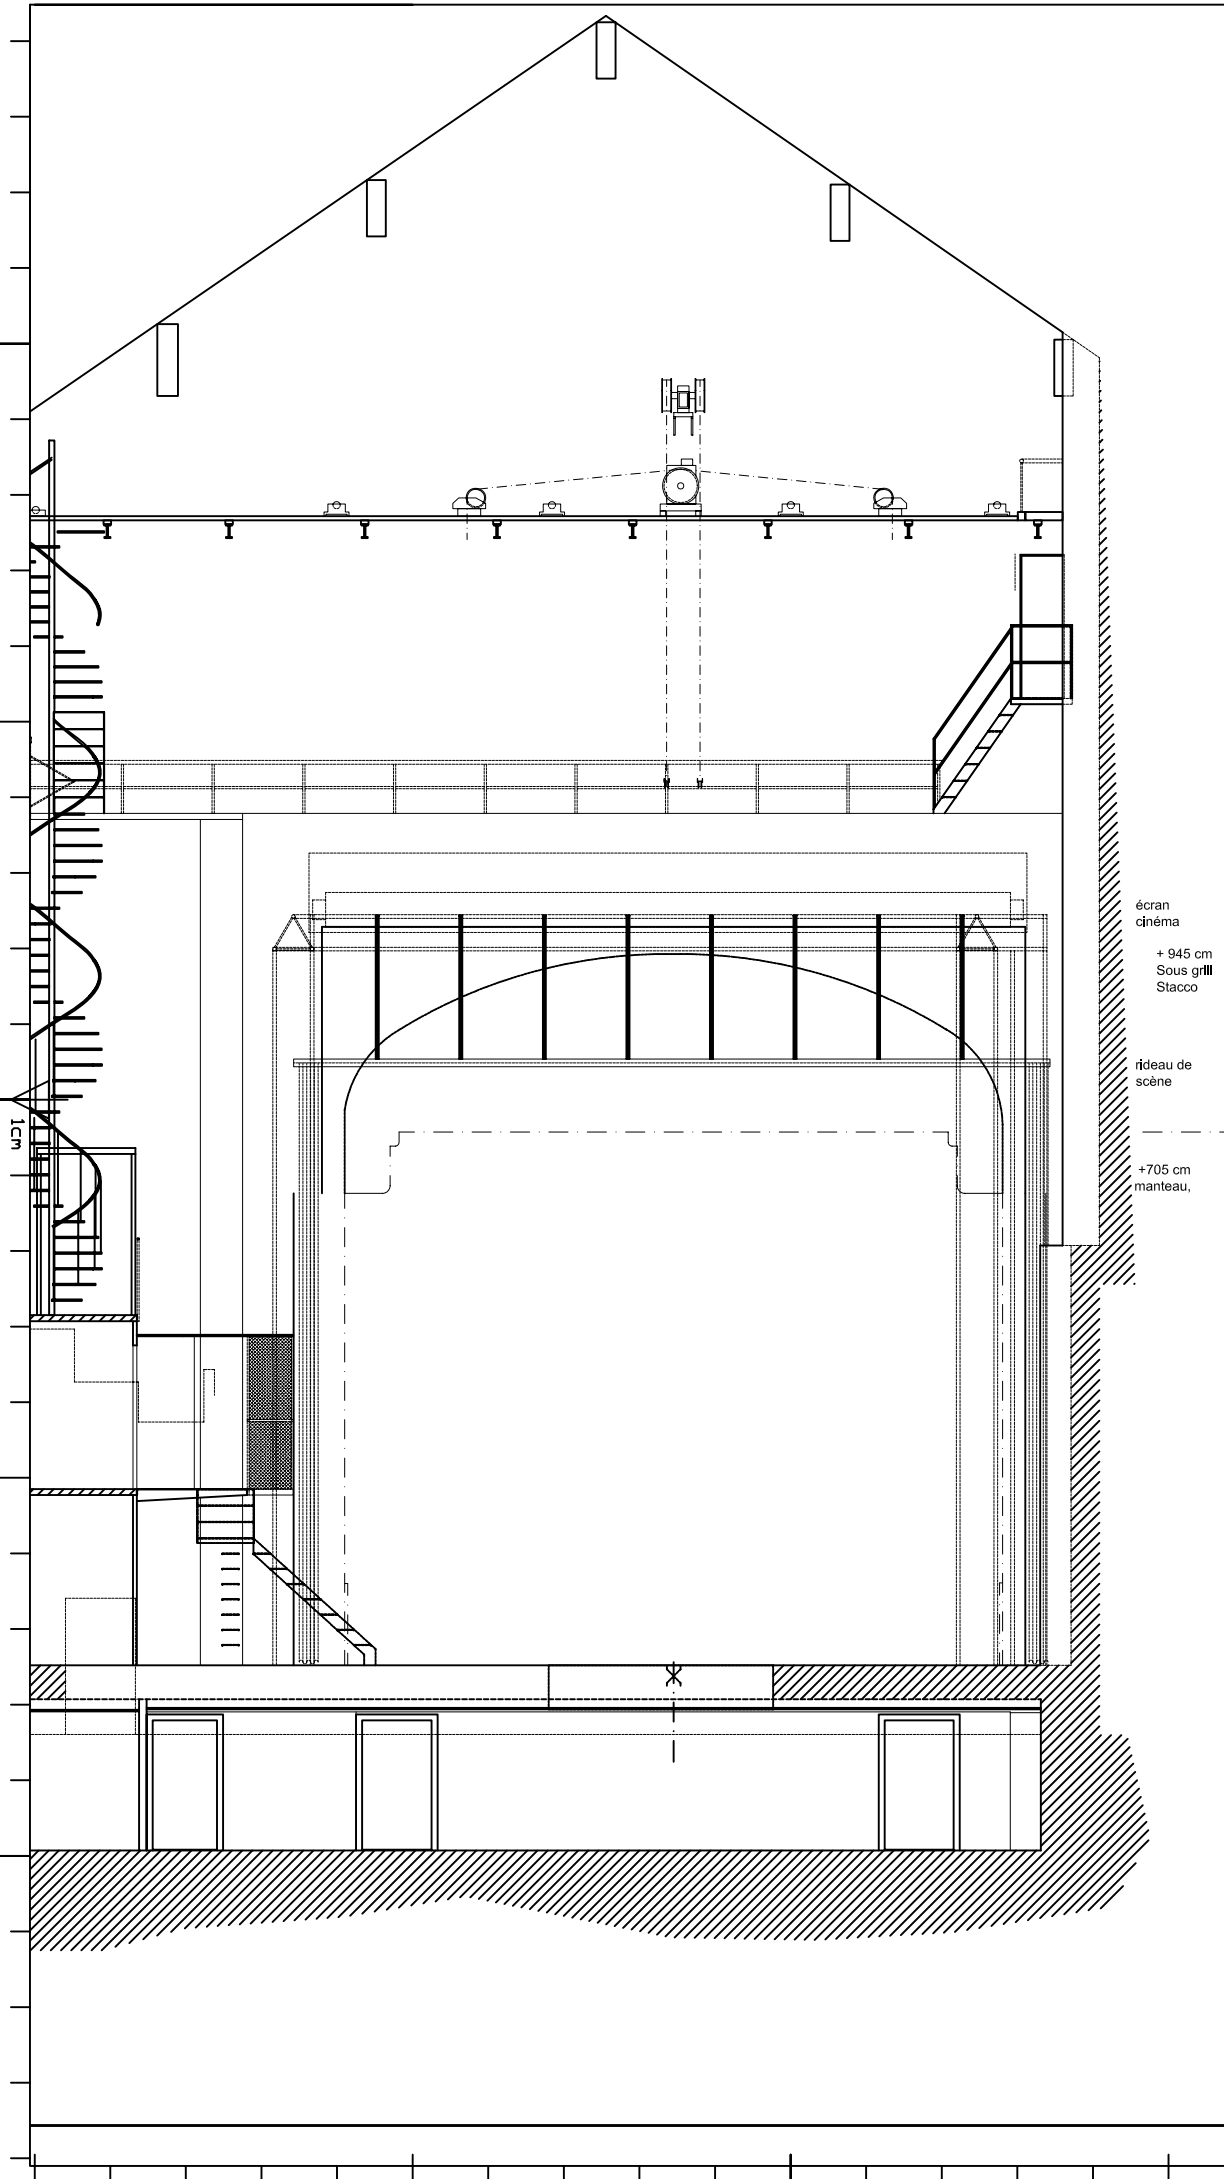 écran
cinéma
+ 945 cm
Sous grill
Stacco
rideau de
scène
1cm
+705 cm
manteau,